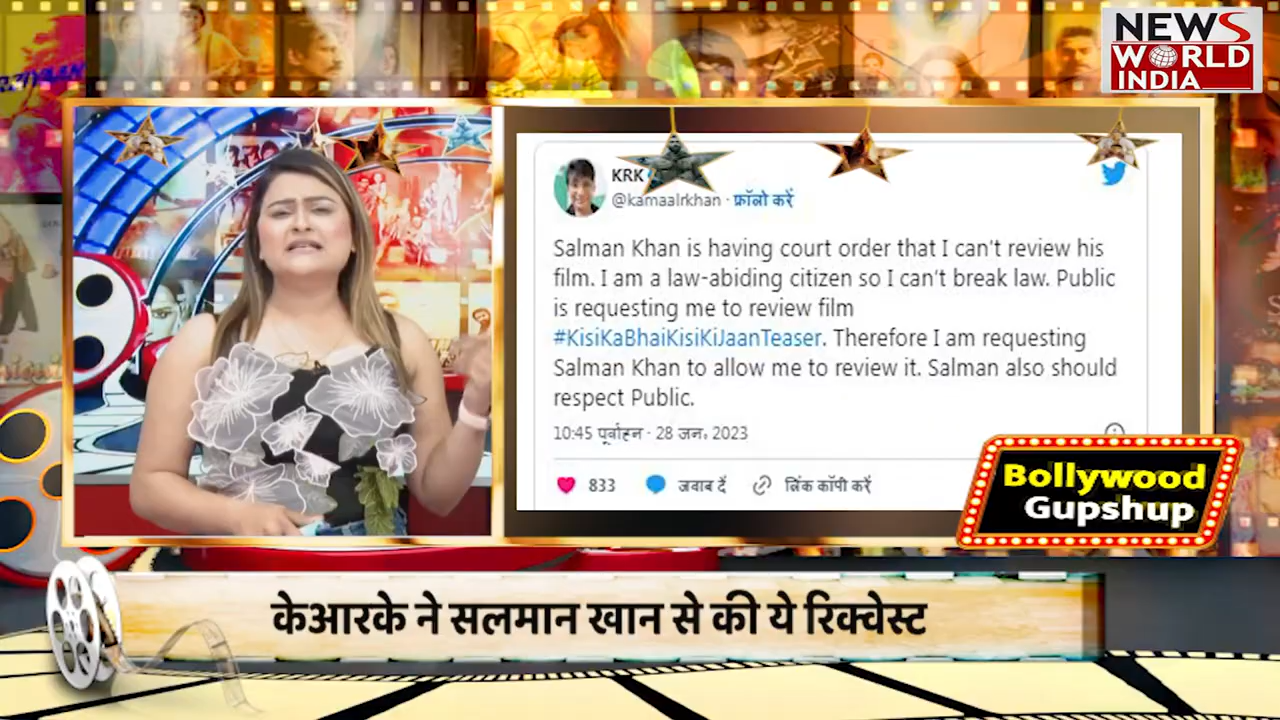 NEWS
WORLD
INDIA
KRK
@kamaalrkhan · फ़ॉलो करें
Salman Khan is having court order that I can't review his
film. I am a law-abiding citizen so I can't break law. Public
is requesting me to review film
#KisiKaBhaiKisiKiJaanTeaser. Therefore I am requesting
Salman Khan to allow me to review it. Salman also should
respect Public.
10:45 पूर्वाह्न · 28 जन॰ 2023
833 जवाब दें लिंक कॉपी करें
Bollywood
Gupshup
केआरके ने सलमान खान से की ये रिक्वेस्ट